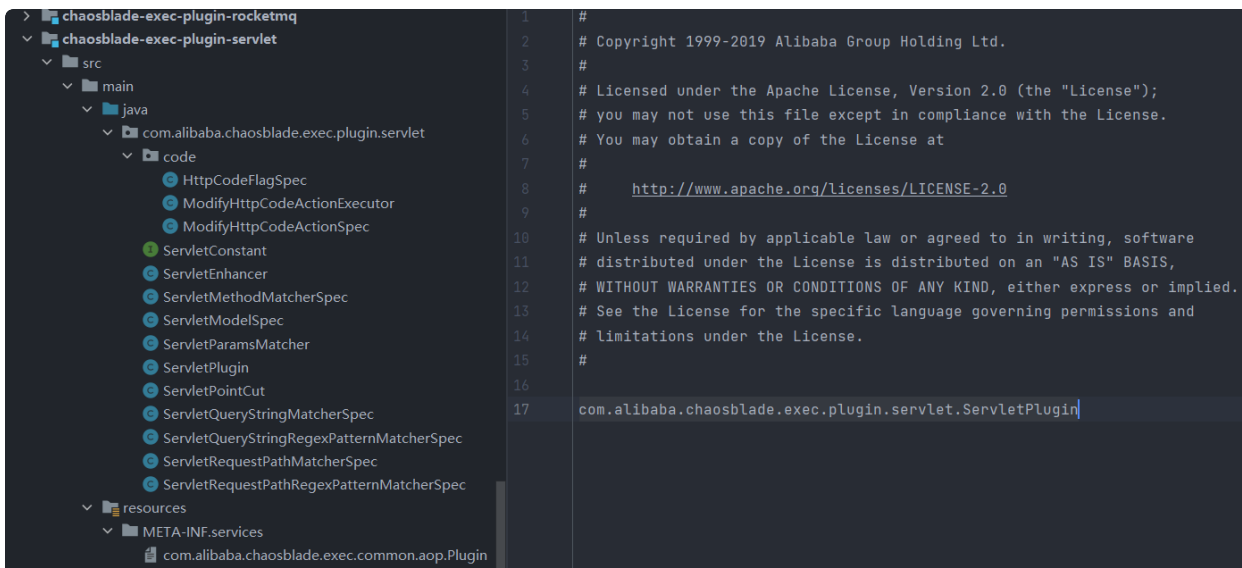 chaosblade-exec-plugin-rocketmq
chaosblade-exec-plugin-servlet
src
main
java
com.alibaba.chaosblade.exec.plugin.servlet
code
HttpCodeFlagSpec
ModifyHttpCodeActionExecutor
ModifyHttpCodeActionSpec
ServletConstant
ServletEnhancer
ServletMethodMatcherSpec
ServletModelSpec
ServletParamsMatcher
ServletPlugin
ServletPointCut
ServletQueryStringMatcherSpec
ServletQueryStringRegexPatternMatcherSpec
ServletRequestPathMatcherSpec
ServletRequestPathRegexPatternMatcherSpec
resources
META-INF.services
com.alibaba.chaosblade.exec.common.aop.Plugin
1 #
2 # Copyright 1999-2019 Alibaba Group Holding Ltd.
3 #
4 # Licensed under the Apache License, Version 2.0 (the "License");
5 # you may not use this file except in compliance with the License.
6 # You may obtain a copy of the License at
7 #
8 #     http://www.apache.org/licenses/LICENSE-2.0
9 #
10 # Unless required by applicable law or agreed to in writing, software
11 # distributed under the License is distributed on an "AS IS" BASIS,
12 # WITHOUT WARRANTIES OR CONDITIONS OF ANY KIND, either express or implied.
13 # See the License for the specific language governing permissions and
14 # limitations under the License.
15 #
16
17 com.alibaba.chaosblade.exec.plugin.servlet.ServletPlugin